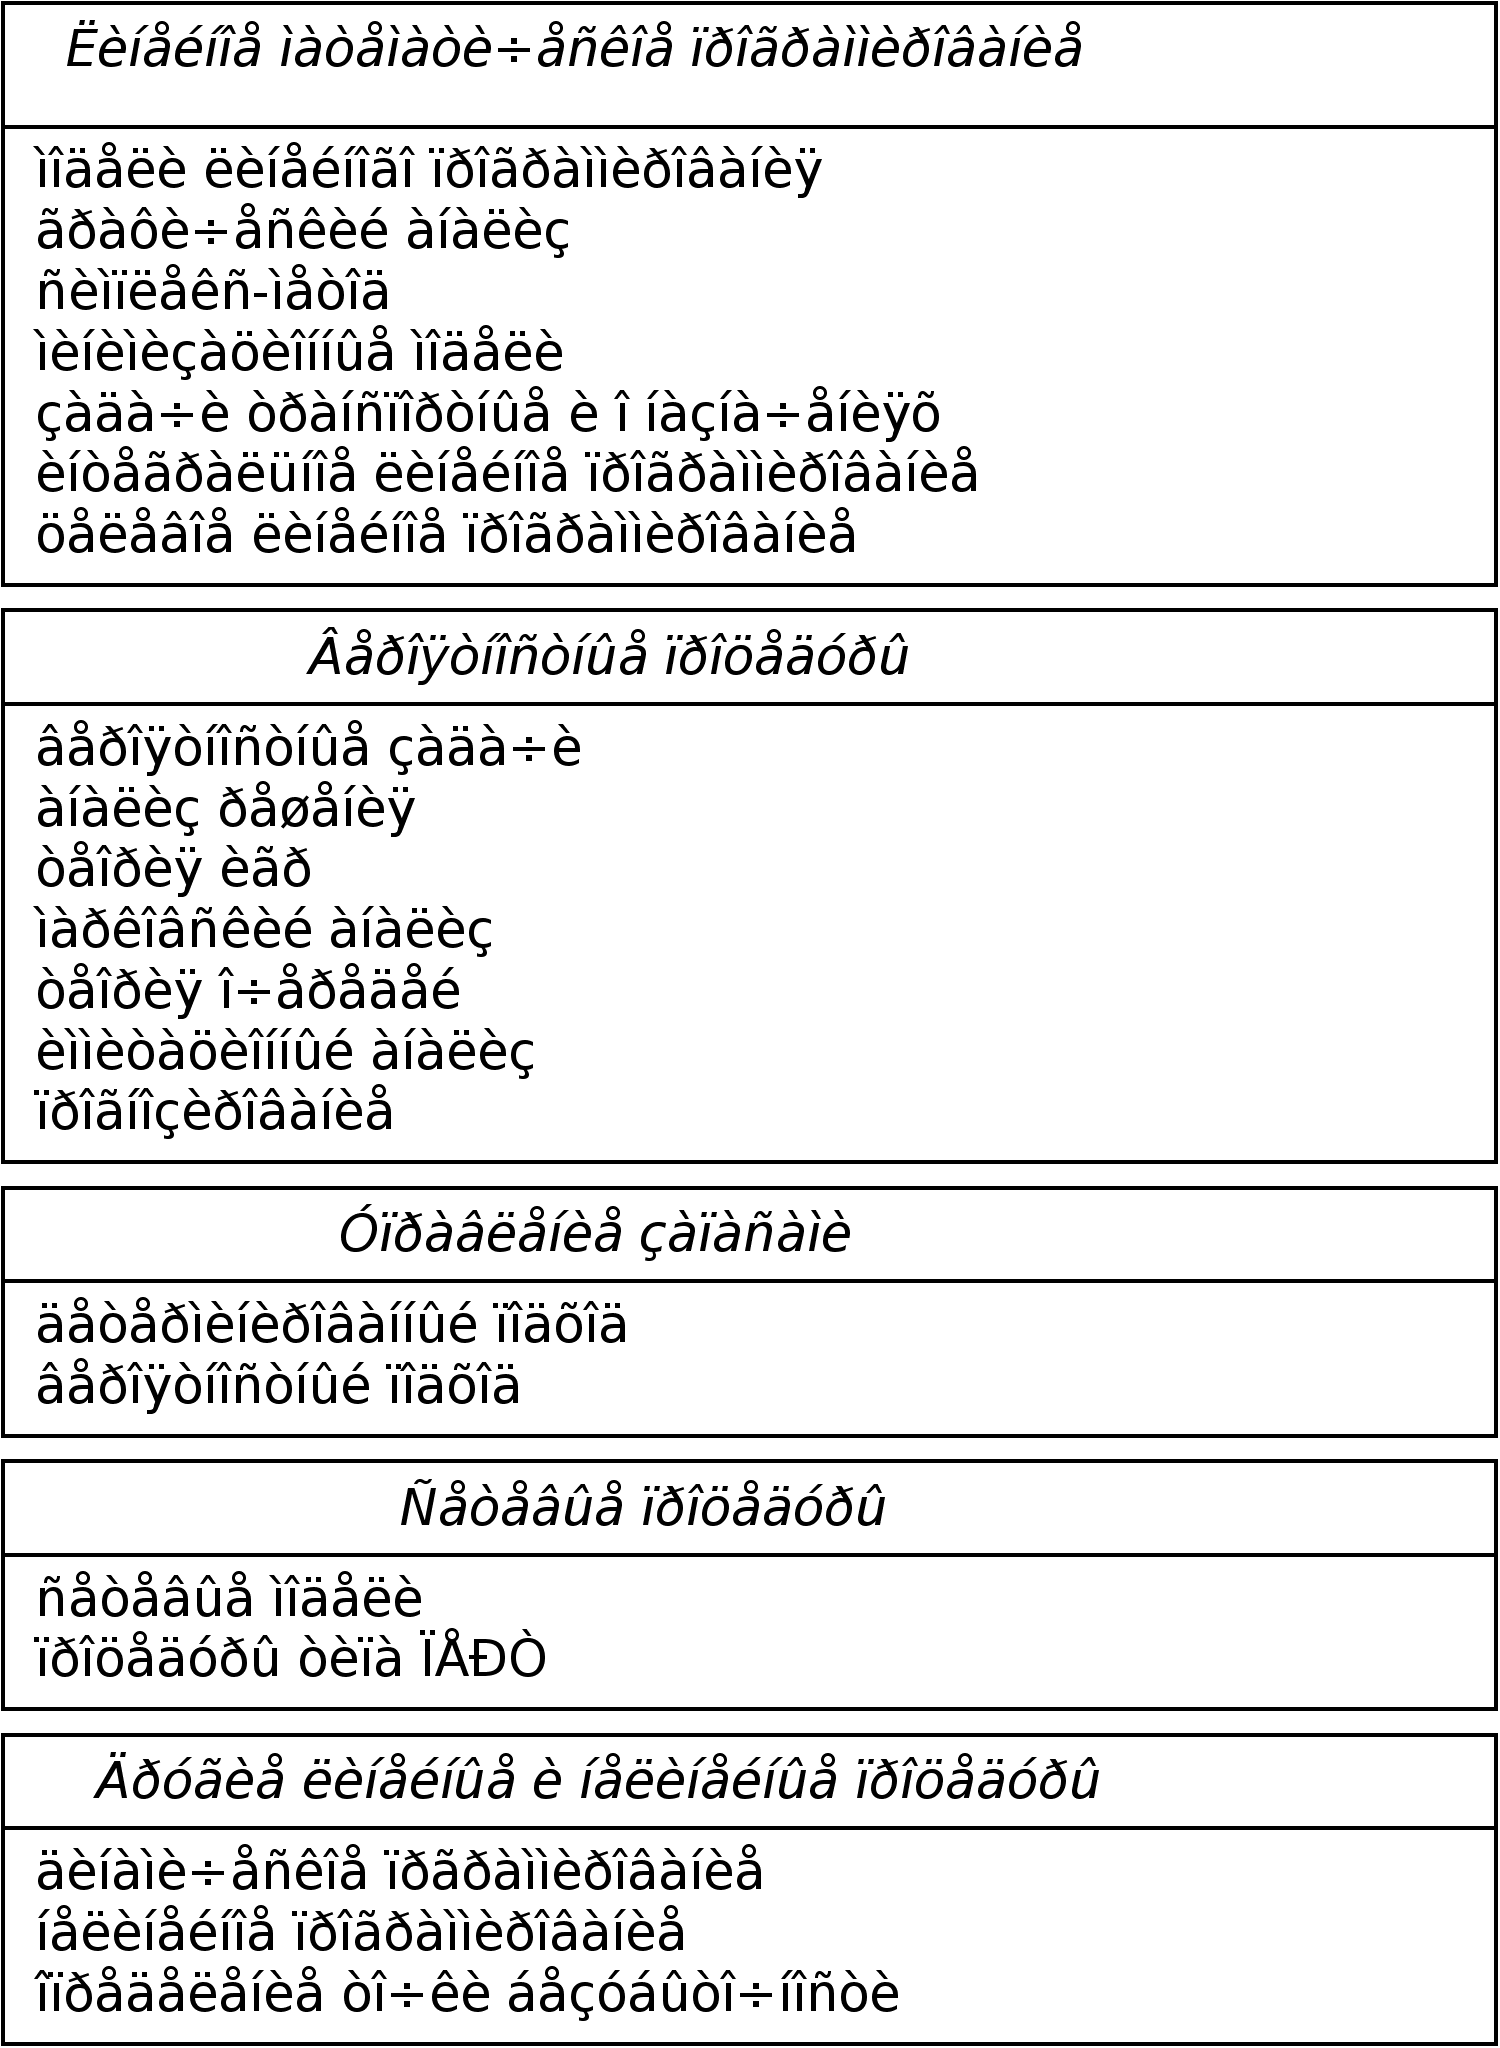 Ëèíåéíîå ìàòåìàòè÷åñêîå ïðîãðàììèðîâàíèå
ìîäåëè ëèíåéíîãî ïðîãðàììèðîâàíèÿ
ãðàôè÷åñêèé àíàëèç
ñèìïëåêñ-ìåòîä
ìèíèìèçàöèîííûå ìîäåëè
çàäà÷è òðàíñïîðòíûå è î íàçíà÷åíèÿõ
èíòåãðàëüíîå ëèíåéíîå ïðîãðàììèðîâàíèå
öåëåâîå ëèíåéíîå ïðîãðàììèðîâàíèå
Âåðîÿòíîñòíûå ïðîöåäóðû
âåðîÿòíîñòíûå çàäà÷è
àíàëèç ðåøåíèÿ
òåîðèÿ èãð
ìàðêîâñêèé àíàëèç
òåîðèÿ î÷åðåäåé
èììèòàöèîííûé àíàëèç
ïðîãíîçèðîâàíèå
Óïðàâëåíèå çàïàñàìè
äåòåðìèíèðîâàííûé ïîäõîä
âåðîÿòíîñòíûé ïîäõîä
Ñåòåâûå ïðîöåäóðû
ñåòåâûå ìîäåëè
ïðîöåäóðû òèïà ÏÅÐÒ
Äðóãèå ëèíåéíûå è íåëèíåéíûå ïðîöåäóðû
äèíàìè÷åñêîå ïðãðàììèðîâàíèå
íåëèíåéíîå ïðîãðàììèðîâàíèå
îïðåäåëåíèå òî÷êè áåçóáûòî÷íîñòè